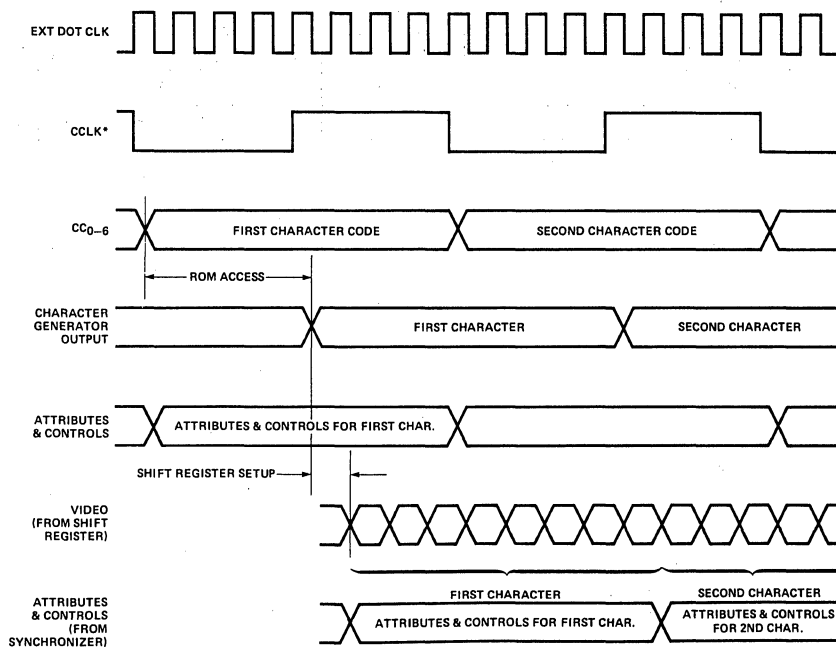 EXT DOT CLK
CCLK*
CC0–6
FIRST CHARACTER CODE
SECOND CHARACTER CODE
ROM ACCESS
CHARACTER
GENERATOR
OUTPUT
FIRST CHARACTER
SECOND CHARACTER
ATTRIBUTES
& CONTROLS
ATTRIBUTES & CONTROLS FOR FIRST CHAR.
SHIFT REGISTER SETUP
VIDEO
(FROM SHIFT
REGISTER)
FIRST CHARACTER
SECOND CHARACTER
ATTRIBUTES
& CONTROLS
(FROM
SYNCHRONIZER)
ATTRIBUTES & CONTROLS FOR FIRST CHAR.
ATTRIBUTES & CONTROLS
FOR 2ND CHAR.